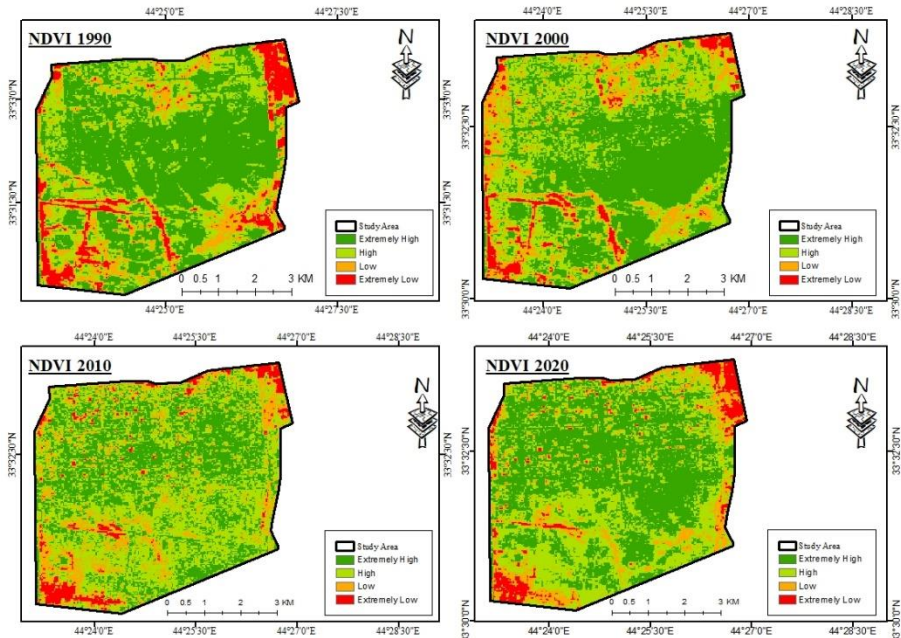 44°25'0"E 44°27'30"E
NDVI 1990
N
33°33'0"N
33°31'30"N
Study Area
Extremely High
High
Low
Extremely Low
0 0.5 1 2 3 KM
44°25'0"E 44°27'30"E
44°24'0"E 44°27'0"E 44°28'30"E
NDVI 2000
N
33°32'30"N
33°32'30"N
Study Area
Extremely High
High
Low
Extremely Low
0 0.5 1 2 3 KM
33°30'0"N
33°30'0"N
44°24'0"E 44°27'0"E 44°28'30"E
44°24'0"E 44°25'30"E 44°27'0"E 44°28'30"E
NDVI 2010
N
33°32'30"N
Study Area
Extremely High
High
Low
Extremely Low
0 0.5 1 2 3 KM
44°24'0"E 44°25'30"E 44°27'0"E 44°28'30"E
44°24'0"E 44°25'30"E 44°27'0"E 44°28'30"E
NDVI 2020
N
33°32'30"N
33°32'30"N
Study Area
Extremely High
High
Low
Extremely Low
0 0.5 1 2 3 KM
33°30'0"N
33°30'0"N
44°24'0"E 44°25'30"E 44°27'0"E 44°28'30"E